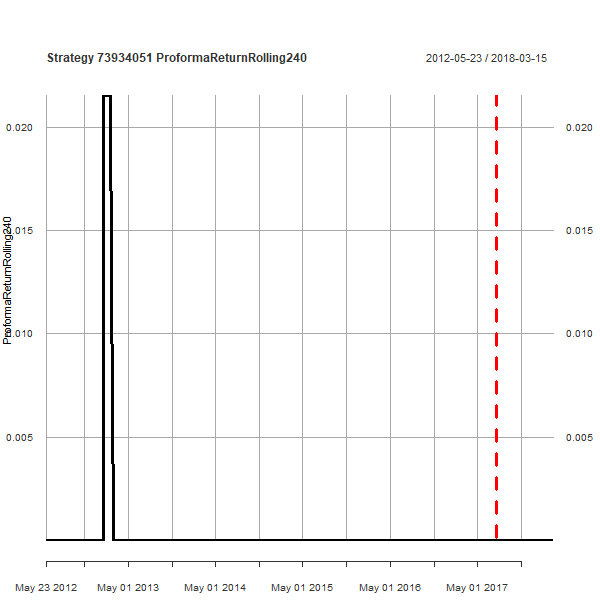 Strategy 73934051 ProformaReturnRolling240
2012-05-23 / 2018-03-15
0.020
0.020
0.015
0.015
ProformaReturnRolling240
0.010
0.010
0.005
0.005
May 23 2012
May 01 2013
May 01 2014
May 01 2015
May 01 2016
May 01 2017